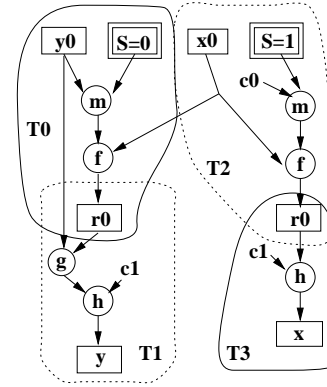 y0 S=0 x0 S=1
c0
m m
T0
f f
T2
r0 r0
g c1 c1
h h
y T1 T3 x